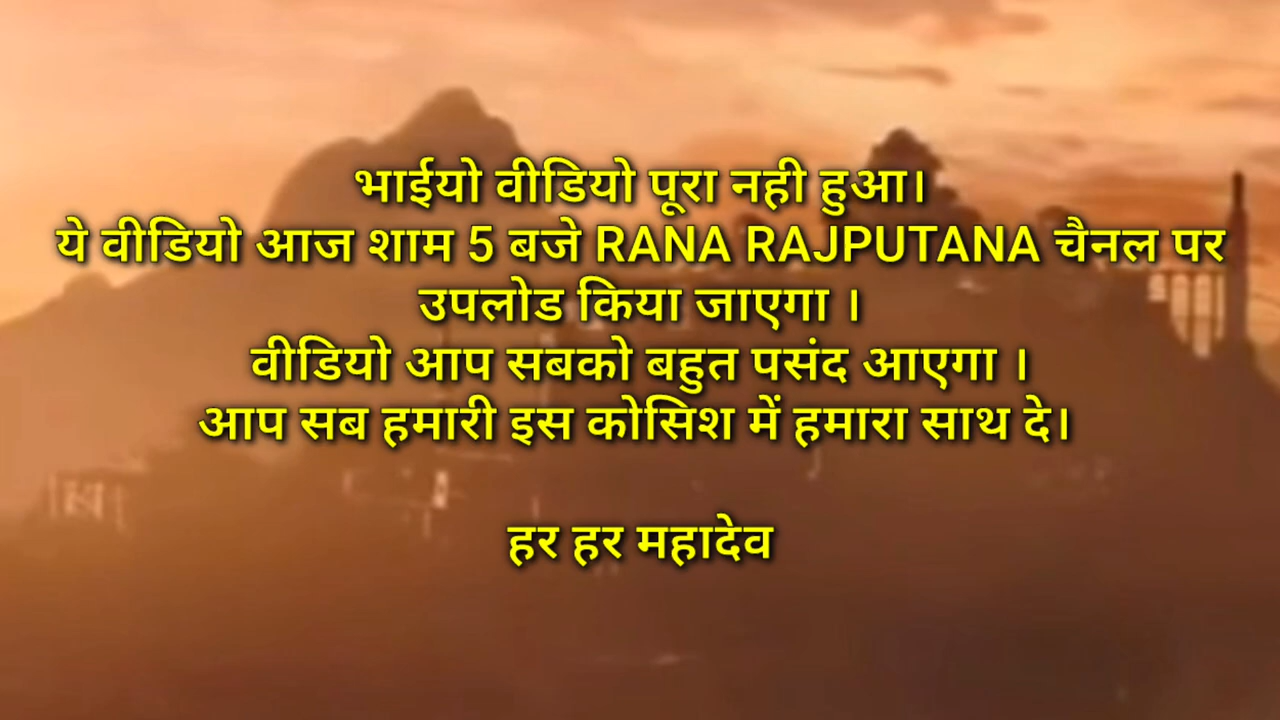 भाईयो वीडियो पूरा नही हुआ।
ये वीडियो आज शाम 5 बजे RANA RAJPUTANA चैनल पर
उपलोड किया जाएगा ।
वीडियो आप सबको बहुत पसंद आएगा ।
आप सब हमारी इस कोसिश में हमारा साथ दे।
हर हर महादेव